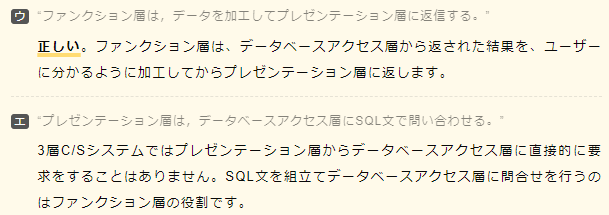 ウ “ファンクション層は，データを加工してプレゼンテーション層に返信する。”
正しい。ファンクション層は、データベースアクセス層から返された結果を、ユーザー
に分かるように加工してからプレゼンテーション層に返します。
エ “プレゼンテーション層は，データベースアクセス層にSQL文で問い合わせる。”
3層C/Sシステムではプレゼンテーション層からデータベースアクセス層に直接的に要
求をすることはありません。SQL文を組立てデータベースアクセス層に問合せを行うの
はファンクション層の役割です。